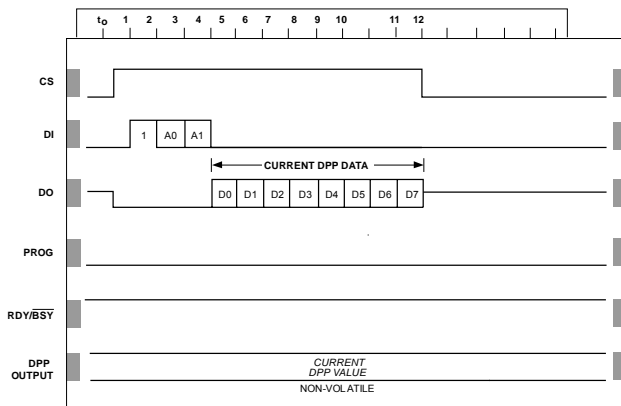 to 1 2 3 4 5 6 7 8 9 10 11 12
CS
DI 1 A0 A1
CURRENT DPP DATA
DO D0 D1 D2 D3 D4 D5 D6 D7
PROG
RDY/BSY
DPP
OUTPUT
CURRENT
DPP VALUE
NON-VOLATILE